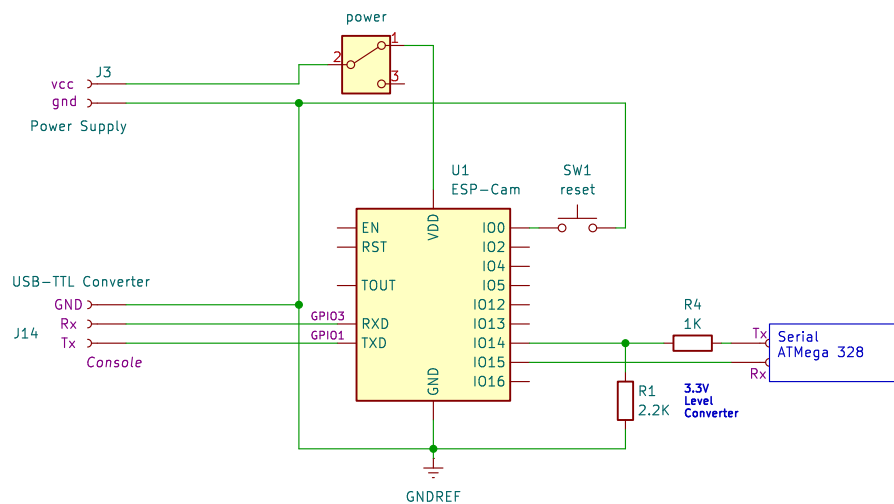 power
1
2
3
J3
vcc
gnd
Power Supply
U1
ESP-Cam
SW1
reset
VDD
EN
RST
TOUT
RXD
TXD
GND
IO0
IO2
IO4
IO5
IO12
IO13
IO14
IO15
IO16
USB-TTL Converter
GND
Rx
Tx
J14
Console
GPIO3
GPIO1
R4
1K
Tx
Rx
Serial
ATMega 328
R1
2.2K
3.3V
Level
Converter
GNDREF